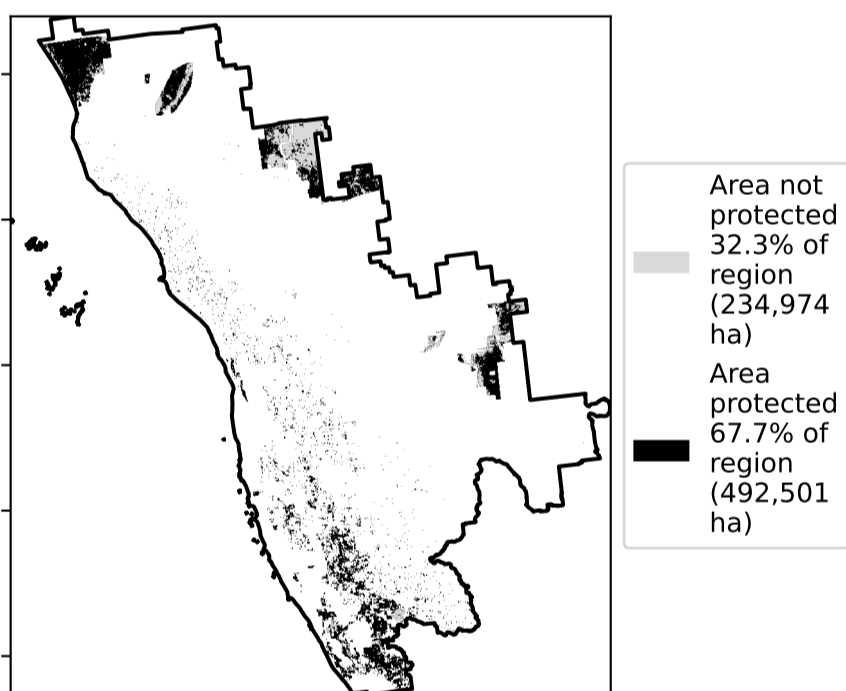 Area not
protected
32.3% of
region
(234,974
ha)
Area
protected
67.7% of
region
(492,501
ha)